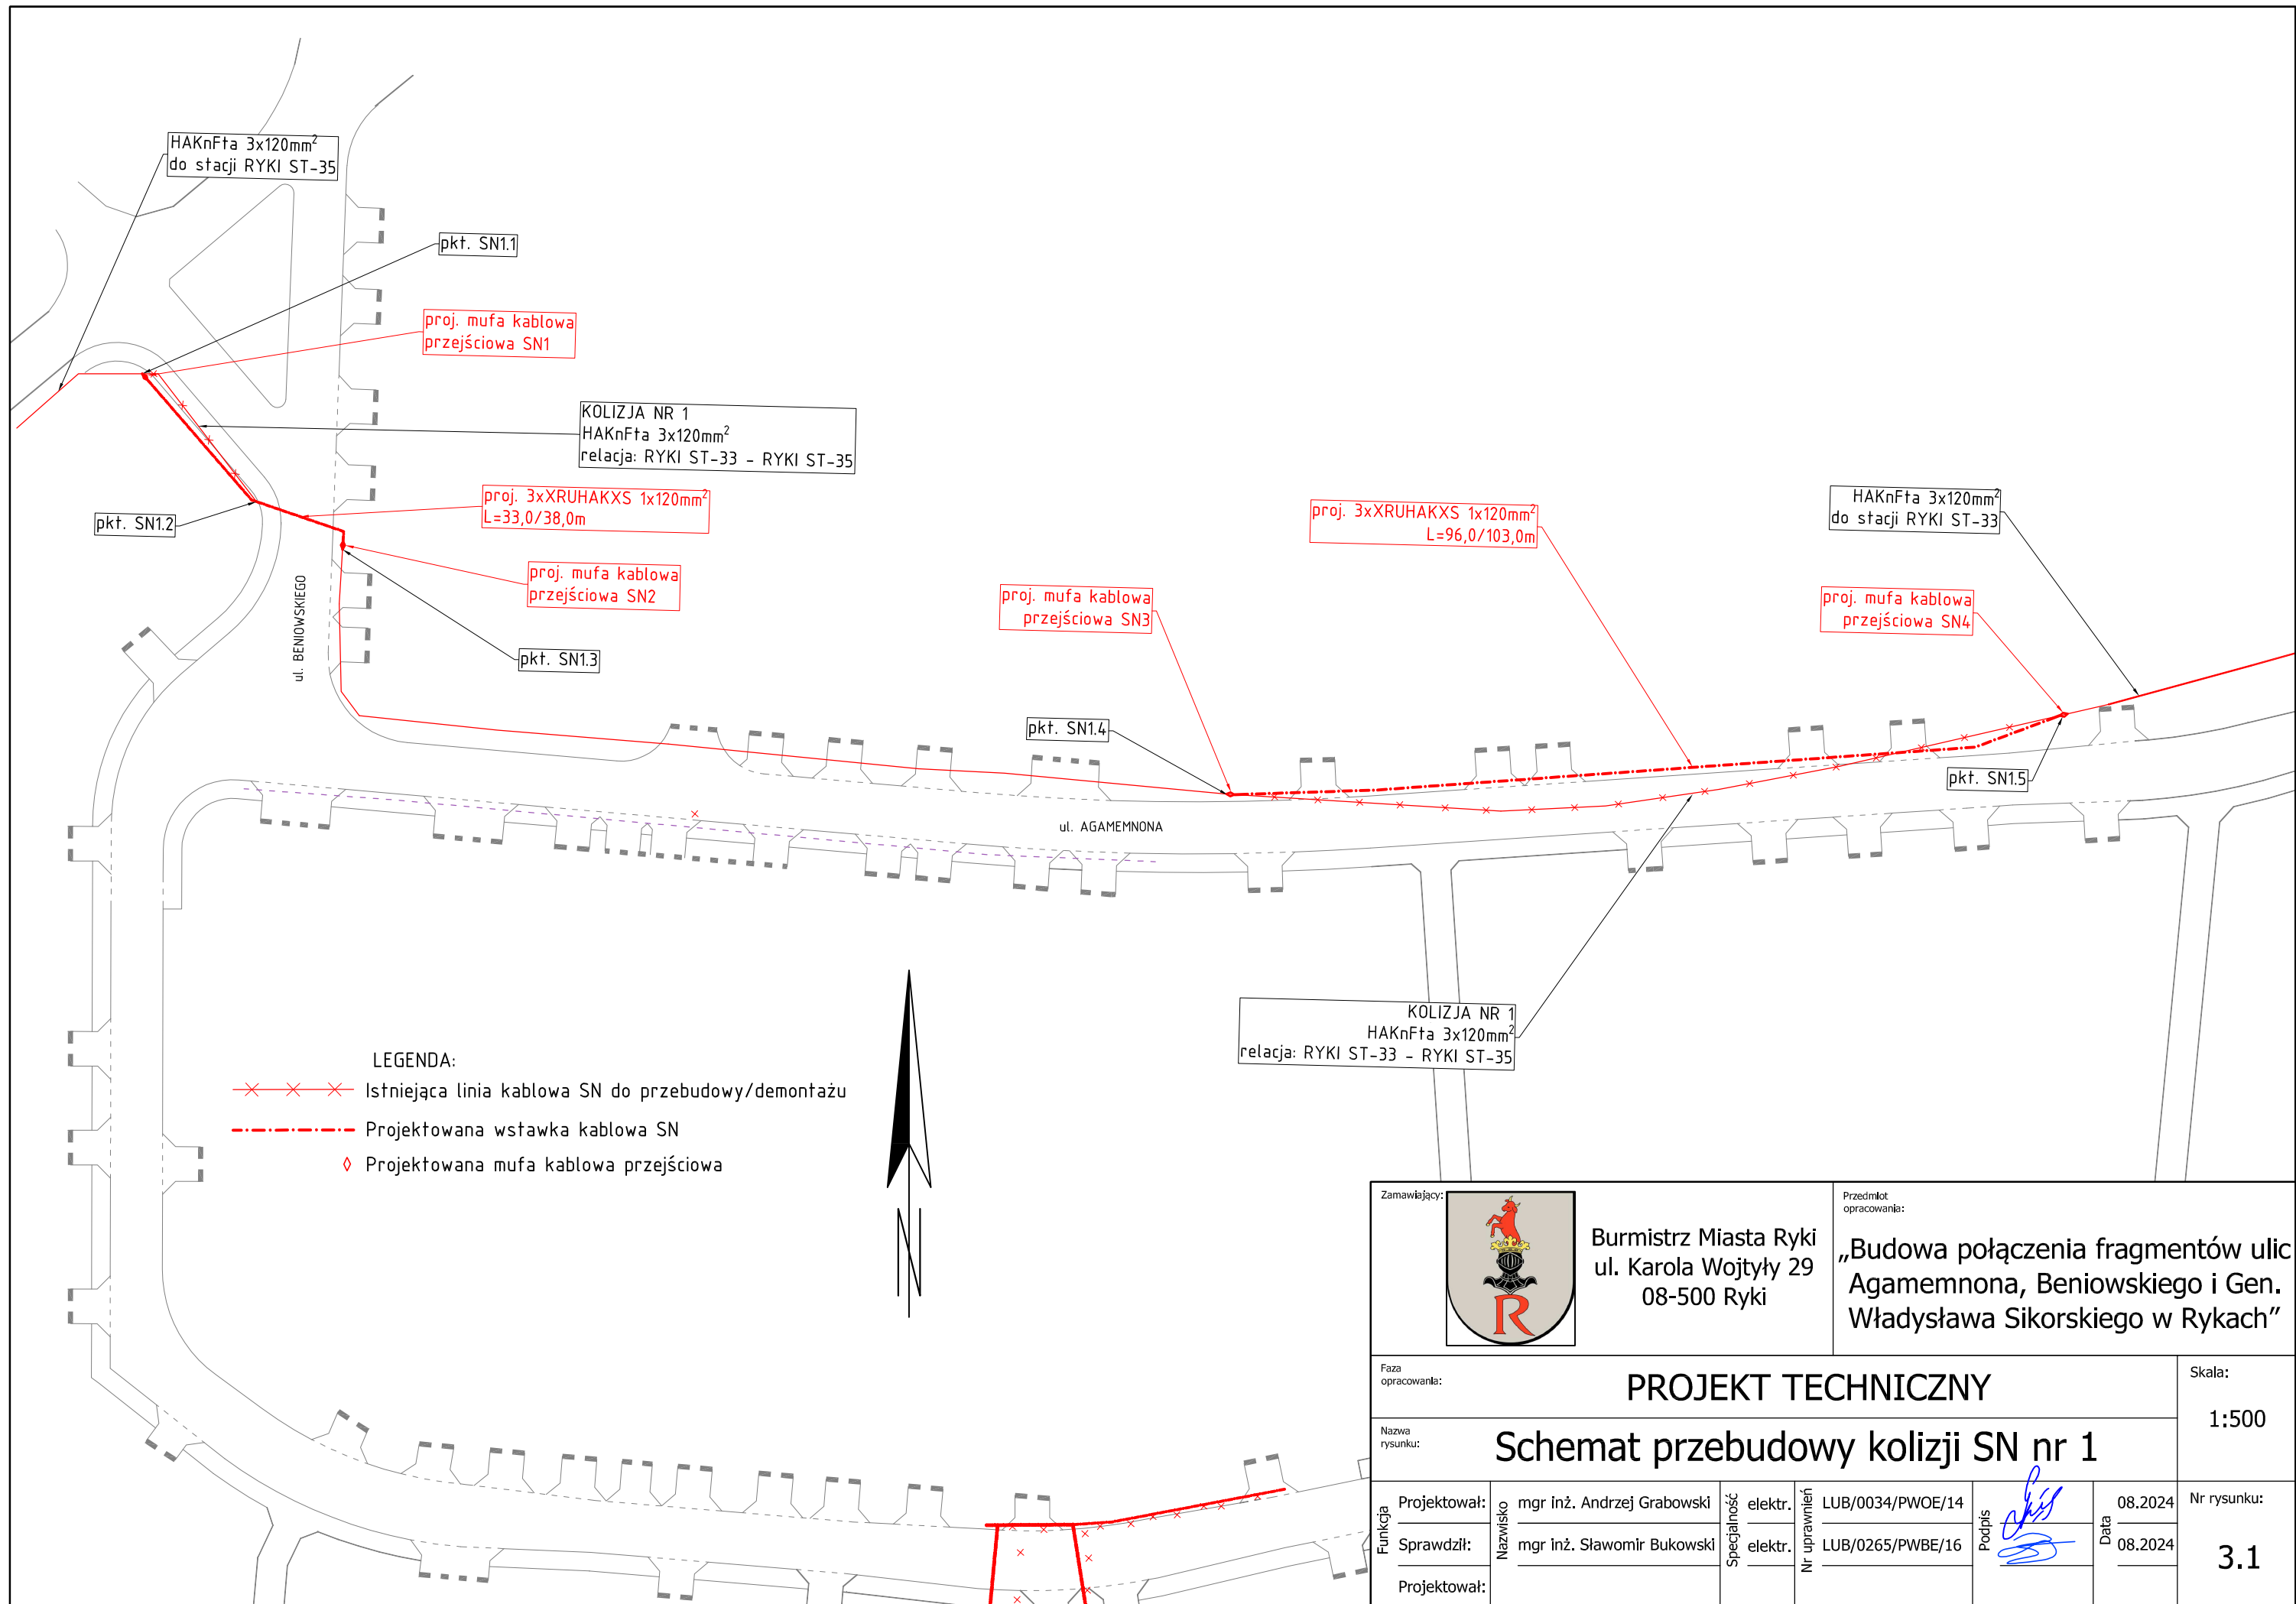 HAKnFta 3x120mm²
do stacji RYKI ST-35
pkt. SN1.1
proj. mufa kablowa
przejściowa SN1
KOLIZJA NR 1
HAKnFta 3x120mm²
relacja: RYKI ST-33 - RYKI ST-35
proj. 3xXRUHAKXS 1x120mm²
L=33,0/38,0m
pkt. SN1.2
proj. mufa kablowa
przejściowa SN2
ul. BENIOWSKIEGO
pkt. SN1.3
proj. mufa kablowa
przejściowa SN3
proj. 3xXRUHAKXS 1x120mm²
L=96,0/103,0m
HAKnFta 3x120mm²
do stacji RYKI ST-33
proj. mufa kablowa
przejściowa SN4
pkt. SN1.4
pkt. SN1.5
ul. AGAMEMNONA
KOLIZJA NR 1
HAKnFta 3x120mm²
relacja: RYKI ST-33 - RYKI ST-35
LEGENDA:
Istniejąca linia kablowa SN do przebudowy/demontażu
Projektowana wstawka kablowa SN
Projektowana mufa kablowa przejściowa
N
Zamawiający:
R
Burmistrz Miasta Ryki
ul. Karola Wojtyły 29
08-500 Ryki
Przedmiot
opracowania:
„Budowa połączenia fragmentów ulic
Agamemnona, Beniowskiego i Gen.
Władysława Sikorskiego w Rykach”
Faza
opracowania:
PROJEKT TECHNICZNY
Skala:
1:500
Nazwa
rysunku:
Schemat przebudowy kolizji SN nr 1
Funkcja
Projektował:
Nazwisko
mgr inż. Andrzej Grabowski
Specjalność
elektr.
Nr uprawnień
LUB/0034/PWOE/14
Podpis
Data
08.2024
Nr rysunku:
Sprawdził:
mgr inż. Sławomir Bukowski
elektr.
LUB/0265/PWBE/16
08.2024
3.1
Projektował: